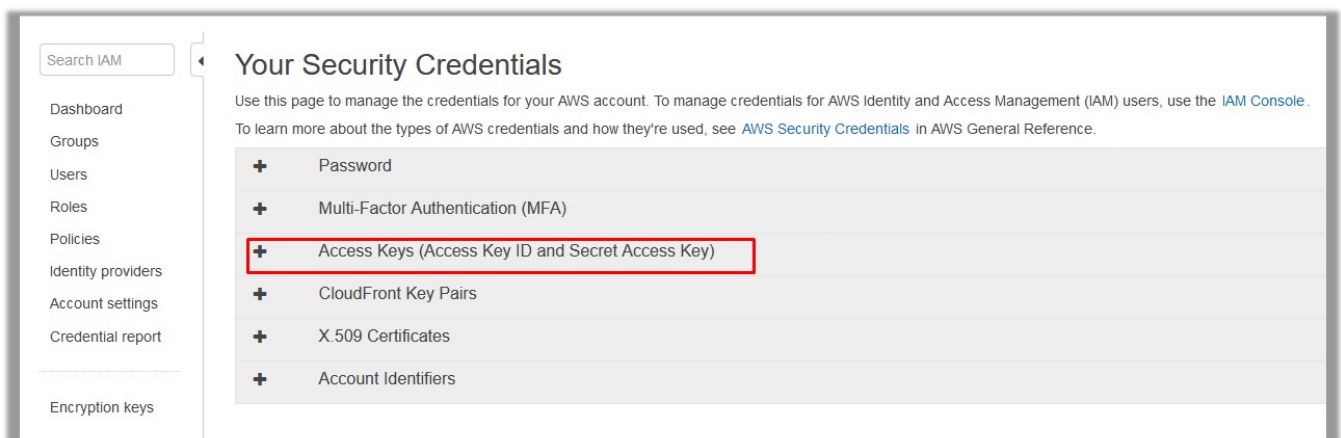 Search IAM
Dashboard
Groups
Users
Roles
Policies
Identity providers
Account settings
Credential report
Encryption keys
Your Security Credentials
Use this page to manage the credentials for your AWS account. To manage credentials for AWS Identity and Access Management (IAM) users, use the IAM Console.
To learn more about the types of AWS credentials and how they're used, see AWS Security Credentials in AWS General Reference.
Password
Multi-Factor Authentication (MFA)
Access Keys (Access Key ID and Secret Access Key)
CloudFront Key Pairs
X.509 Certificates
Account Identifiers